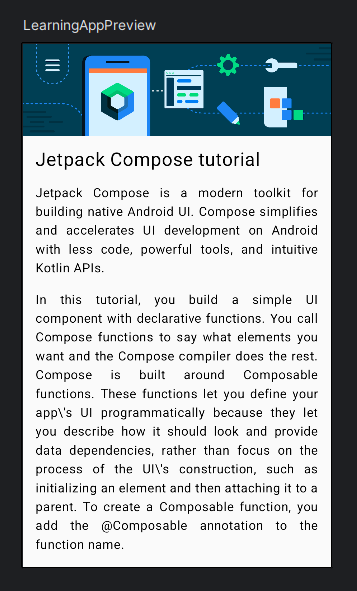 LearningAppPreview
Jetpack Compose tutorial
Jetpack Compose is a modern toolkit for
building native Android UI. Compose simplifies
and accelerates UI development on Android
with less code, powerful tools, and intuitive
Kotlin APIs.
In this tutorial, you build a simple UI
component with declarative functions. You call
Compose functions to say what elements you
want and the Compose compiler does the rest.
Compose is built around Composable
functions. These functions let you define your
app\'s UI programmatically because they let
you describe how it should look and provide
data dependencies, rather than focus on the
process of the UI\'s construction, such as
initializing an element and then attaching it to a
parent. To create a Composable function, you
add the @Composable annotation to the
function name.